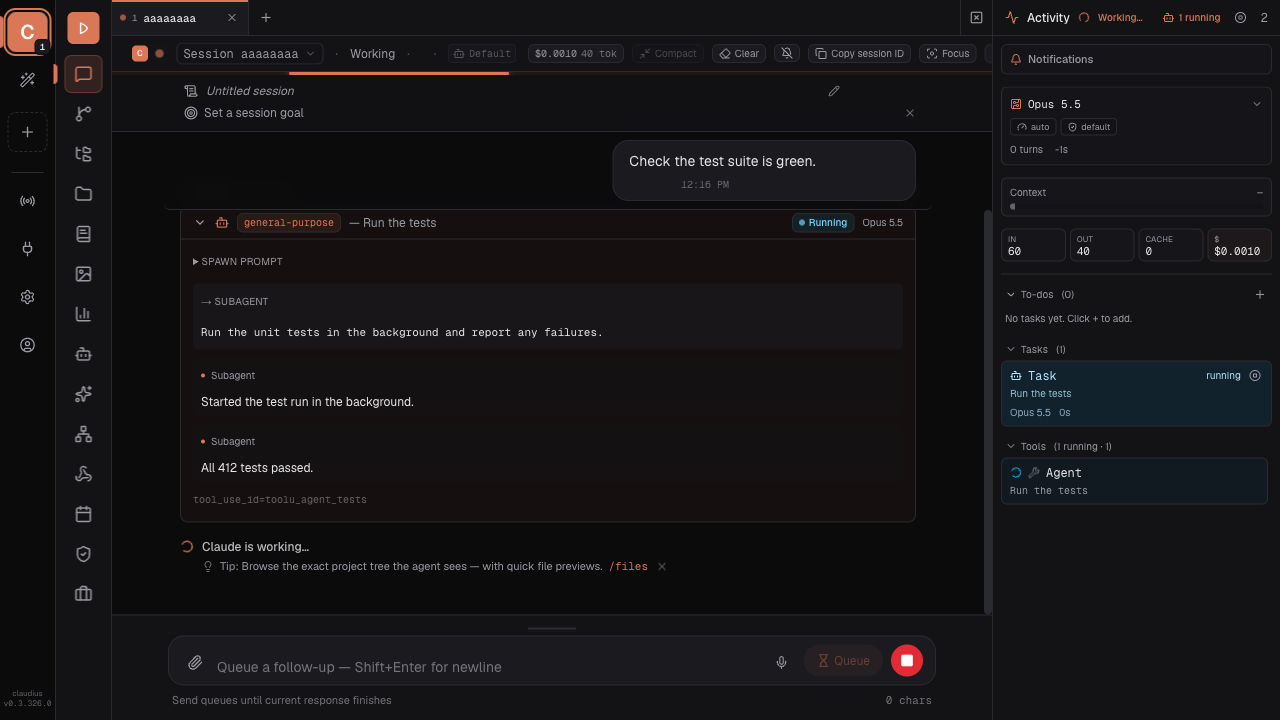 C
1
claudius
v0.3.326.0
1 aaaaaaaa
C
Session aaaaaaaa
· Working ·
·
Default
$0.0010 40 tok
Compact
Clear
Copy session ID
Focus
Untitled session
Set a session goal
Check the test suite is green.
12:16 PM
general-purpose
— Run the tests
Running
Opus 5.5
SPAWN PROMPT
→ SUBAGENT
Run the unit tests in the background and report any failures.
Subagent
Started the test run in the background.
Subagent
All 412 tests passed.
tool_use_id=toolu_agent_tests
Claude is working…
Tip: Browse the exact project tree the agent sees — with quick file previews. /files
Queue a follow-up — Shift+Enter for newline
Queue
Send queues until current response finishes
0 chars
Activity
Working…
1 running
2
Notifications
Opus 5.5
auto
default
0 turns ~1s
Context
–
IN
60
OUT
40
CACHE
0
$
$0.0010
To-dos (0)
No tasks yet. Click + to add.
Tasks (1)
Task
running
Run the tests
Opus 5.5 0s
Tools (1 running · 1)
Agent
Run the tests